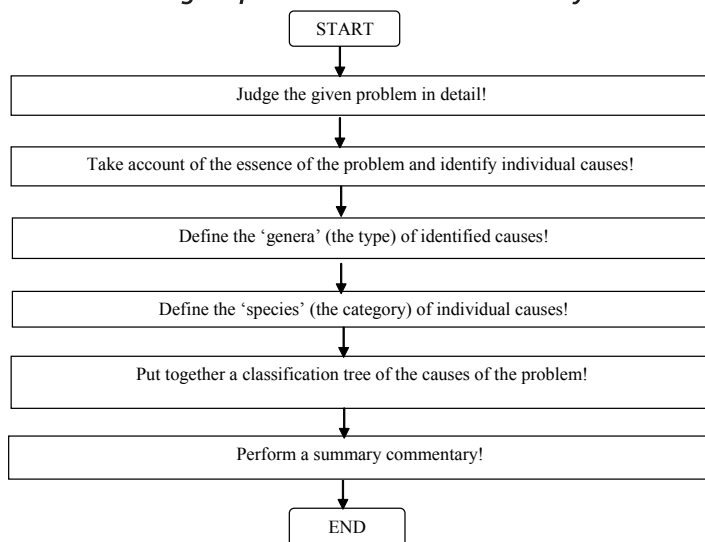 START
Judge the given problem in detail!
Take account of the essence of the problem and identify individual causes!
Define the ‘genera’ (the type) of identified causes!
Define the ‘species’ (the category) of individual causes!
Put together a classification tree of the causes of the problem!
Perform a summary commentary!
END